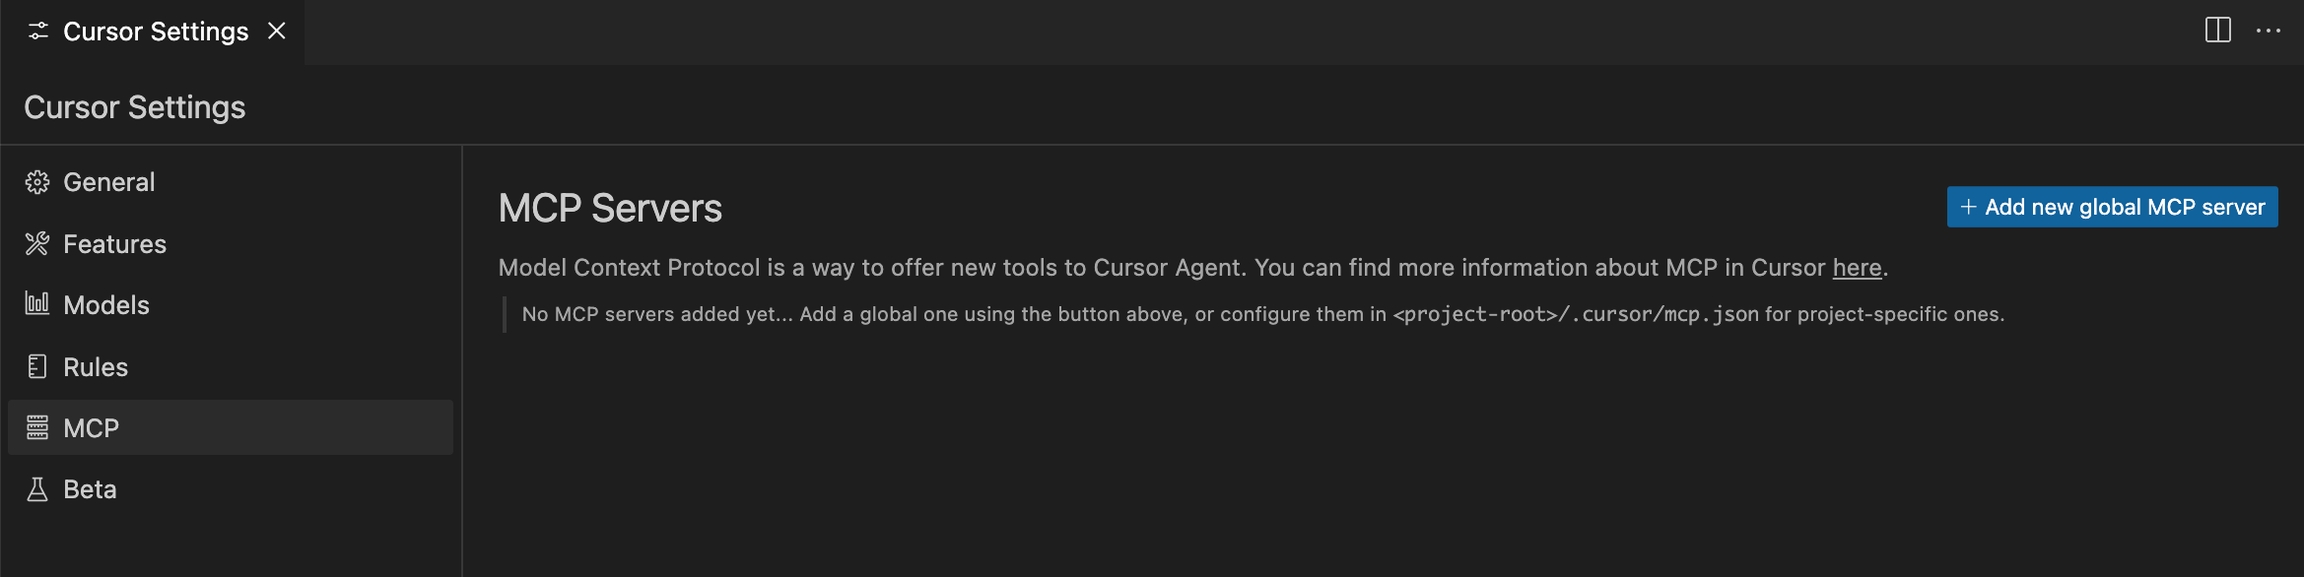 Cursor Settings
Cursor Settings
General
Features
Models
Rules
MCP
Beta
MCP Servers
+ Add new global MCP server
Model Context Protocol is a way to offer new tools to Cursor Agent. You can find more information about MCP in Cursor here.
No MCP servers added yet... Add a global one using the button above, or configure them in <project-root>/.cursor/mcp.json for project-specific ones.